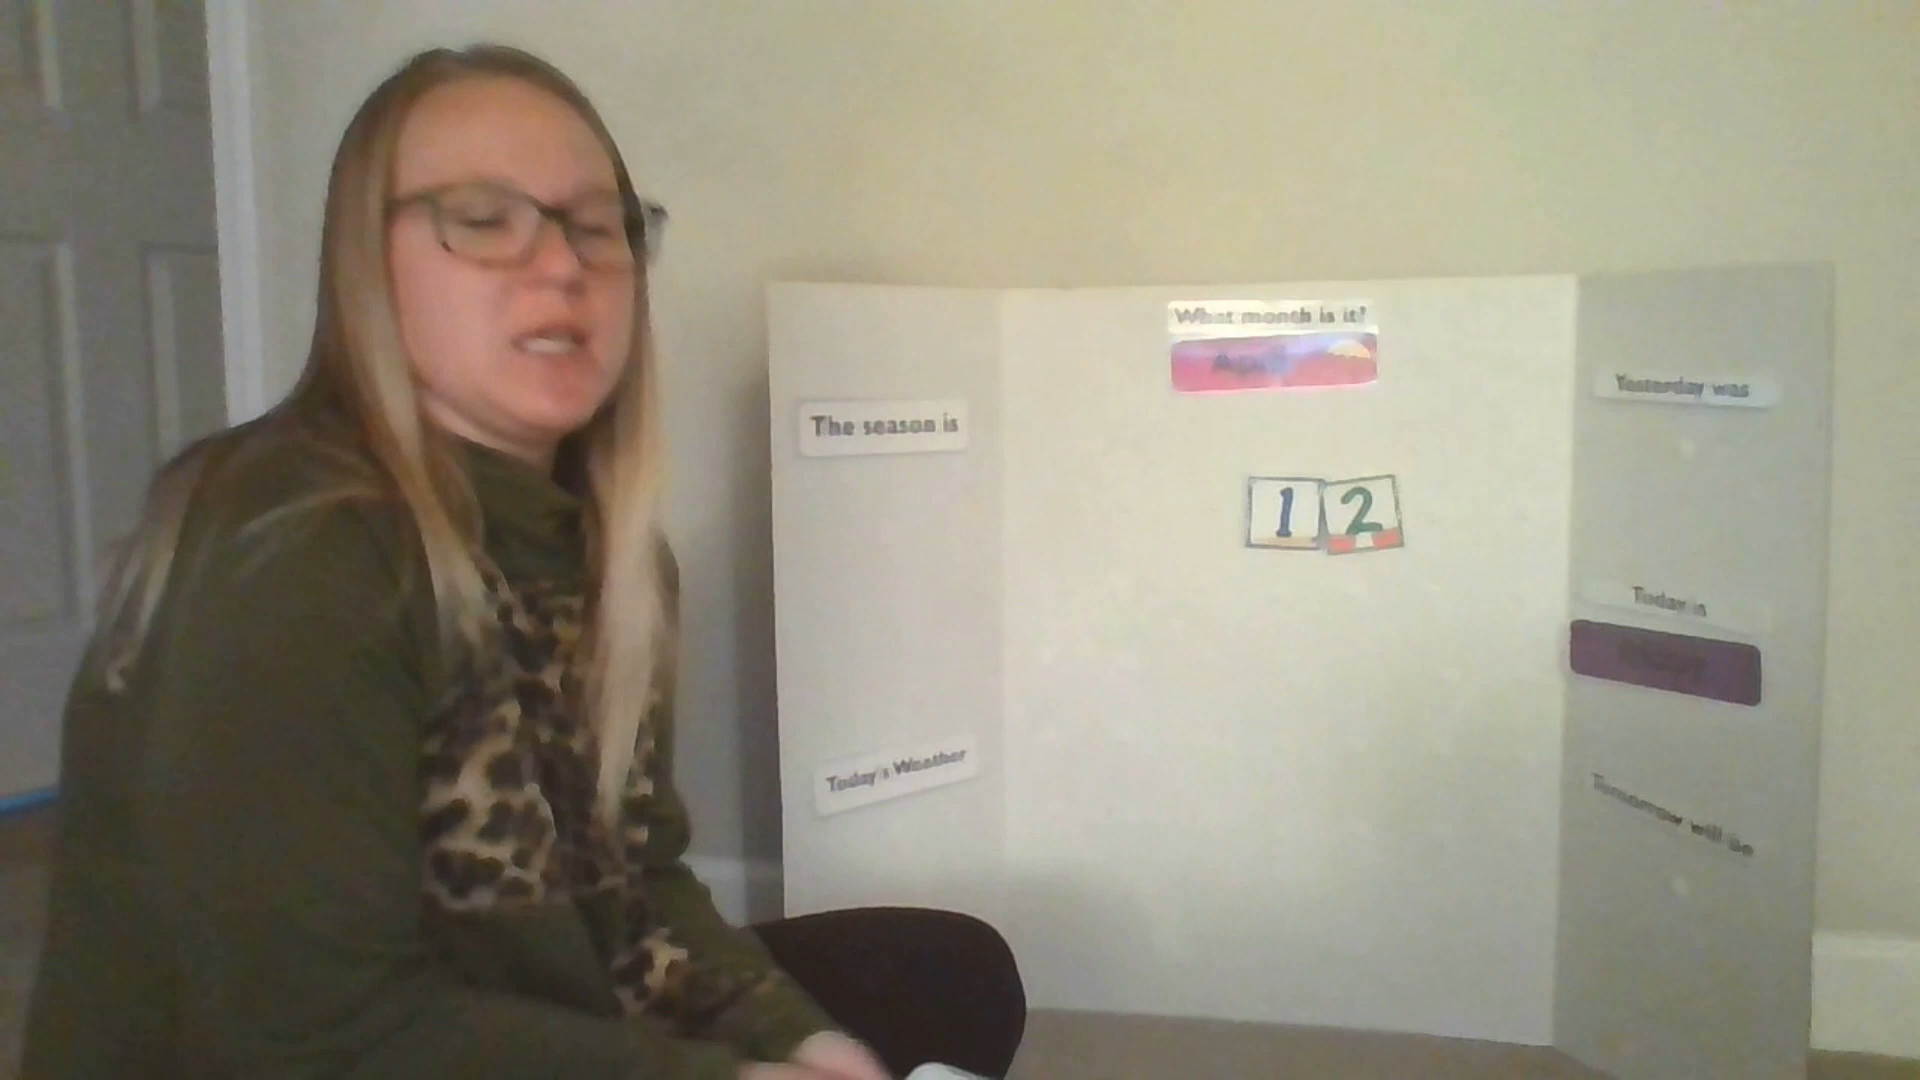 What month is it?
April
The season is
12
Yesterday was
Today is
Today's Weather
Tomorrow will be